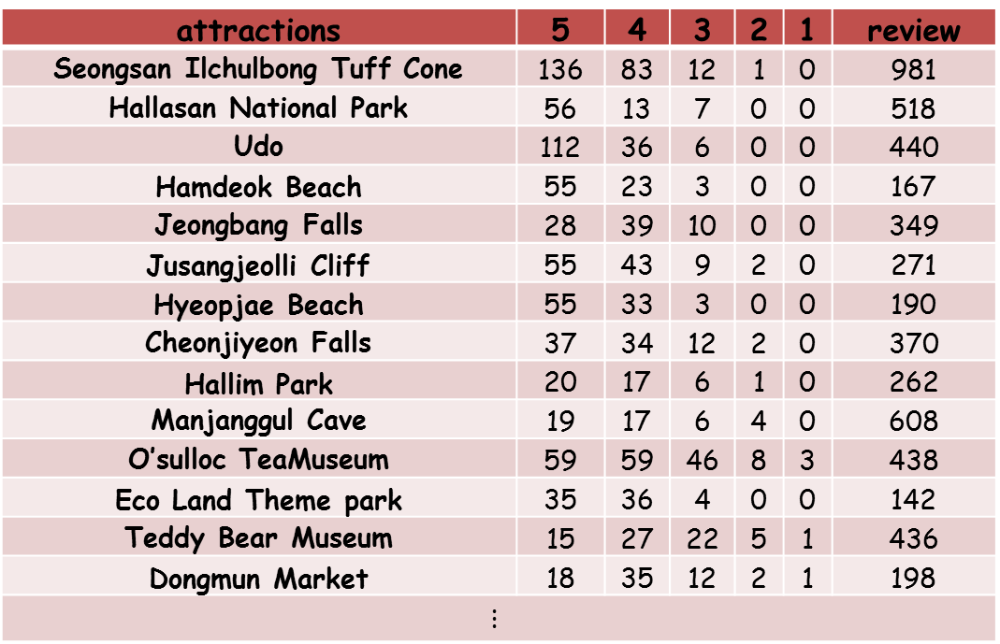 attractions 5 4 3 2 1 review
Seongsan Ilchulbong Tuff Cone 136 83 12 1 0 981
Hallasan National Park 56 13 7 0 0 518
Udo 112 36 6 0 0 440
Hamdeok Beach 55 23 3 0 0 167
Jeongbang Falls 28 39 10 0 0 349
Jusangjeolli Cliff 55 43 9 2 0 271
Hyeopjae Beach 55 33 3 0 0 190
Cheonjiyeon Falls 37 34 12 2 0 370
Hallim Park 20 17 6 1 0 262
Manjanggul Cave 19 17 6 4 0 608
O'sulloc TeaMuseum 59 59 46 8 3 438
Eco Land Theme park 35 36 4 0 0 142
Teddy Bear Museum 15 27 22 5 1 436
Dongmun Market 18 35 12 2 1 198
⋮